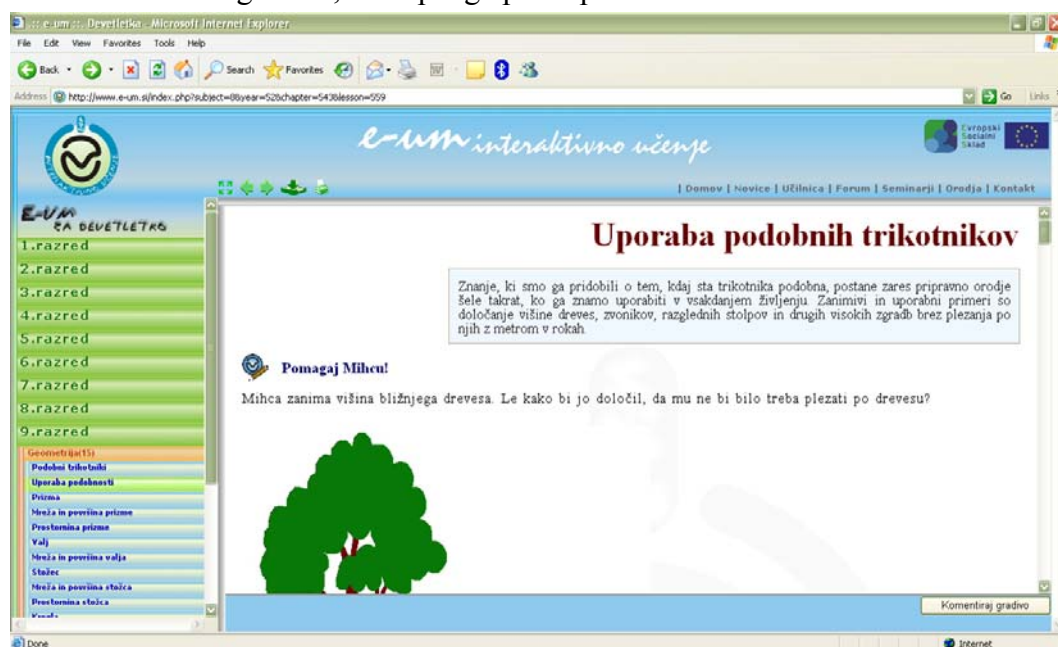 .:: e-um ::. Devetletka - Microsoft Internet Explorer
File Edit View Favorites Tools Help
Back Search Favorites
Address http://www.e-um.si/index.php?subject=0&year=52&chapter=543&lesson=559 Go Links
e-um interaktivno učenje
Evropski
Socialni
Sklad
| Domov | Novice | Učilnica | Forum | Seminarji | Orodja | Kontakt
E-UM
ZA DEVETLETKO
1.razred
2.razred
3.razred
4.razred
5.razred
6.razred
7.razred
8.razred
9.razred
Geometrija(15)
Podobni trikotniki
Uporaba podobnosti
Prizma
Mreža in površina prizme
Prostornina prizme
Valj
Mreža in površina valja
Stožec
Mreža in površina stožca
Prostornina stožca
Uporaba podobnih trikotnikov
Znanje, ki smo ga pridobili o tem, kdaj sta trikotnika podobna, postane zares pripravno orodje
šele takrat, ko ga znamo uporabiti v vsakdanjem življenju. Zanimivi in uporabni primeri so
določanje višine dreves, zvonikov, razglednih stolpov in drugih visokih zgradb brez plezanja po
njih z metrom v rokah.
Pomagaj Mihcu!
Mihca zanima višina bližnjega drevesa. Le kako bi jo določil, da mu ne bi bilo treba plezati po drevesu?
Komentiraj gradivo
Done Internet